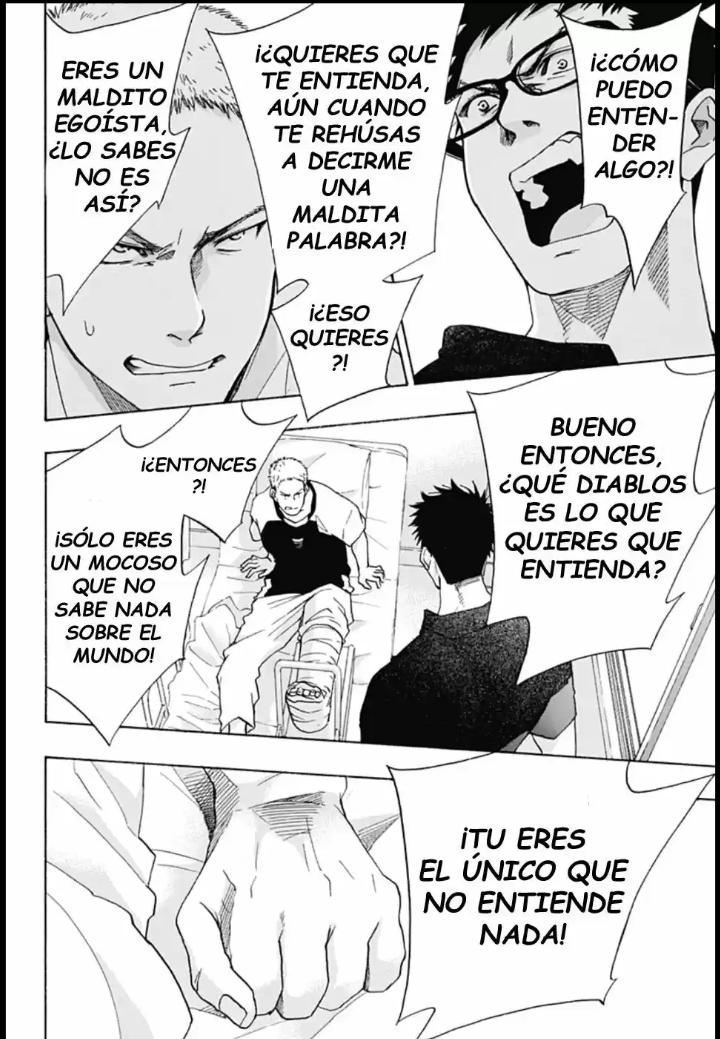 ¡¿CÓMO
PUEDO
ENTEN-
DER
ALGO?!
¡¿QUIERES QUE
TE ENTIENDA,
AÚN CUANDO
TE REHÚSAS
A DECIRME
UNA
MALDITA
PALABRA?!
¡¿ESO
QUIERES
?!
ERES UN
MALDITO
EGOÍSTA,
¿LO SABES
NO ES
ASÍ?
BUENO
ENTONCES,
¿QUÉ DIABLOS
ES LO QUE
QUIERES QUE
ENTIENDA?
¡¿ENTONCES
?!
¡SÓLO ERES
UN MOCOSO
QUE NO
SABE NADA
SOBRE EL
MUNDO!
¡TU ERES
EL ÚNICO QUE
NO ENTIENDE
NADA!